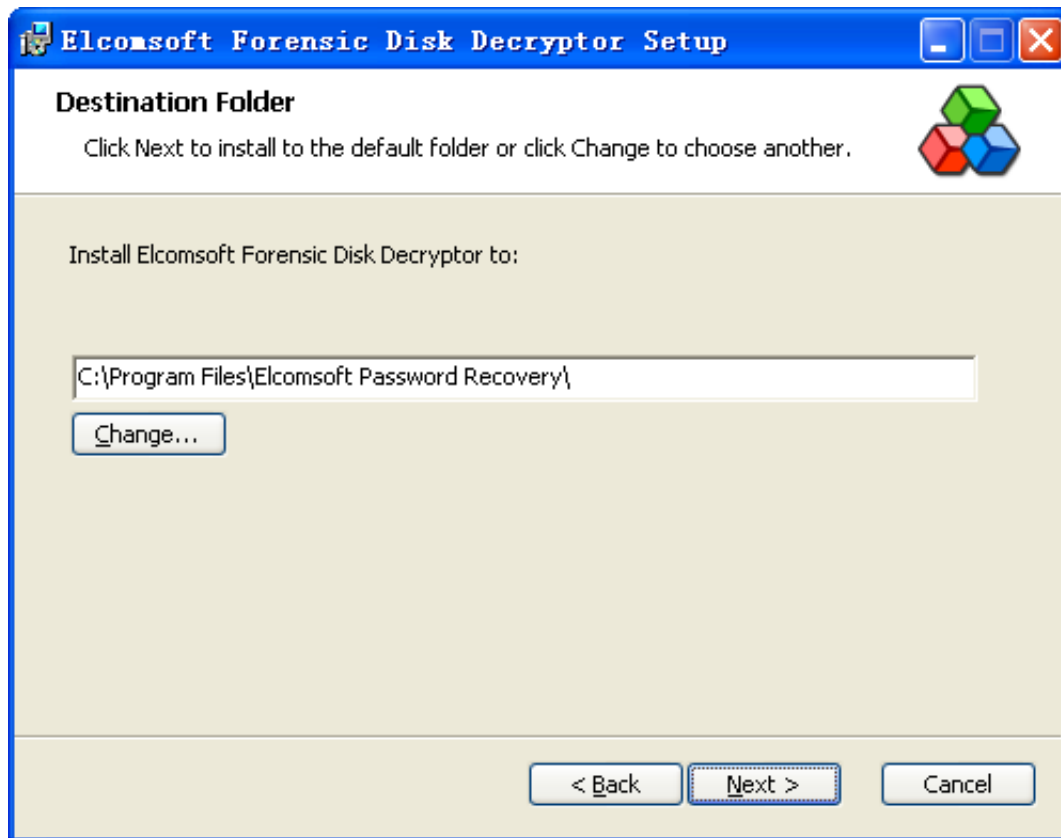 Elcomsoft Forensic Disk Decryptor Setup
Destination Folder
Click Next to install to the default folder or click Change to choose another.
Install Elcomsoft Forensic Disk Decryptor to:
C:\Program Files\Elcomsoft Password Recovery\
Change...
< Back Next > Cancel